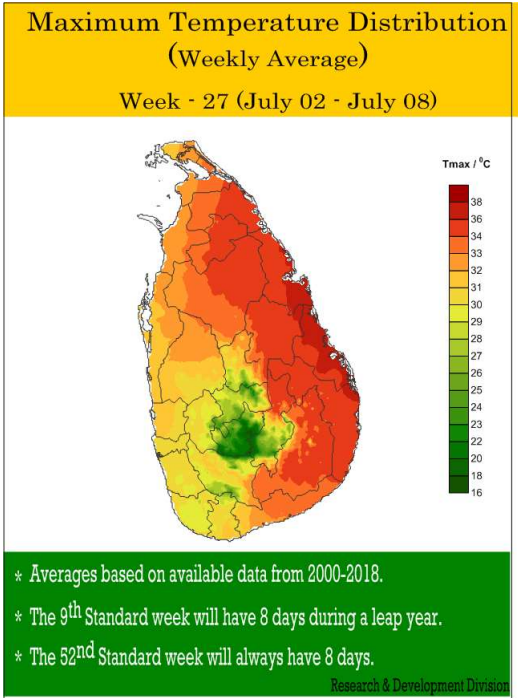 Maximum Temperature Distribution
(Weekly Average)
Week - 27 (July 02 - July 08)
Tmax / ⁰C
38
36
34
33
32
31
30
29
28
27
26
25
24
23
22
20
18
16
* Averages based on available data from 2000-2018.
* The 9th Standard week will have 8 days during a leap year.
* The 52nd Standard week will always have 8 days.
Research & Development Division